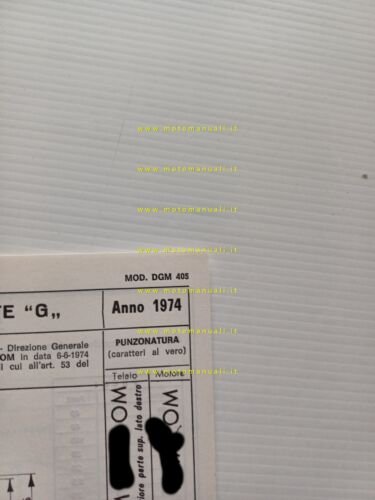 www.motomanuali.it
www.motomanuali.it
www.motomanuali.it
www.motomanuali.it
MOD. DGM 405
TE "G„
Anno 1974
www.motomanuali.it
- Direzione Generale
OM in data 6-6-1974
i cui all'art. 53 del
PUNZONATURA
(caratteri al vero)
www.motomanuali.it
Telaio
Motore
OM
iore parte sup. lato destro
OM